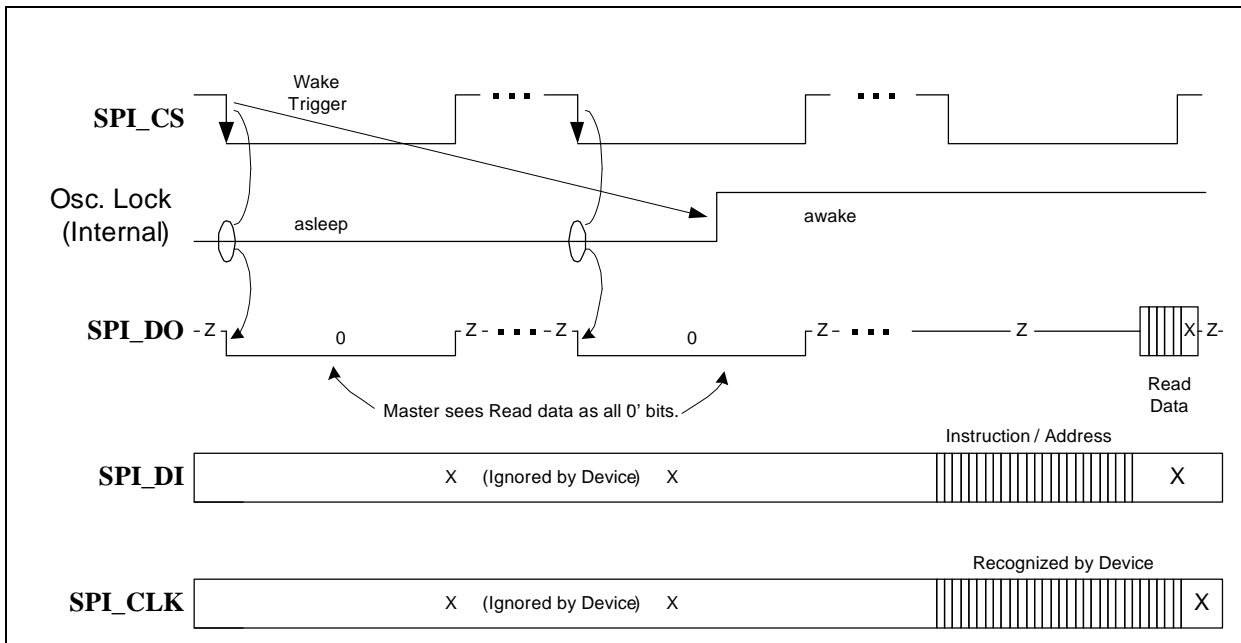 Wake
Trigger
SPI_CS
Osc. Lock
(Internal)
asleep
awake
SPI_DO
Z 0 Z Z 0 Z Z X Z
Master sees Read data as all 0' bits.
Read
Data
Instruction / Address
SPI_DI
X (Ignored by Device) X X
Recognized by Device
SPI_CLK
X (Ignored by Device) X X